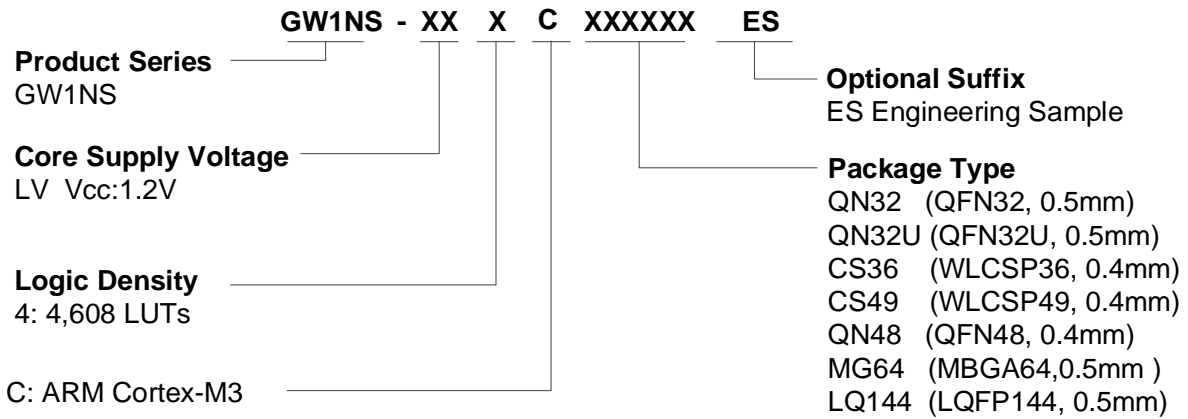 GW1NS - XX X C XXXXXX ES
Product Series
GW1NS
Core Supply Voltage
LV Vcc:1.2V
Logic Density
4: 4,608 LUTs
C: ARM Cortex-M3
Optional Suffix
ES Engineering Sample
Package Type
QN32 (QFN32, 0.5mm)
QN32U (QFN32U, 0.5mm)
CS36 (WLCSP36, 0.4mm)
CS49 (WLCSP49, 0.4mm)
QN48 (QFN48, 0.4mm)
MG64 (MBGA64,0.5mm )
LQ144 (LQFP144, 0.5mm)